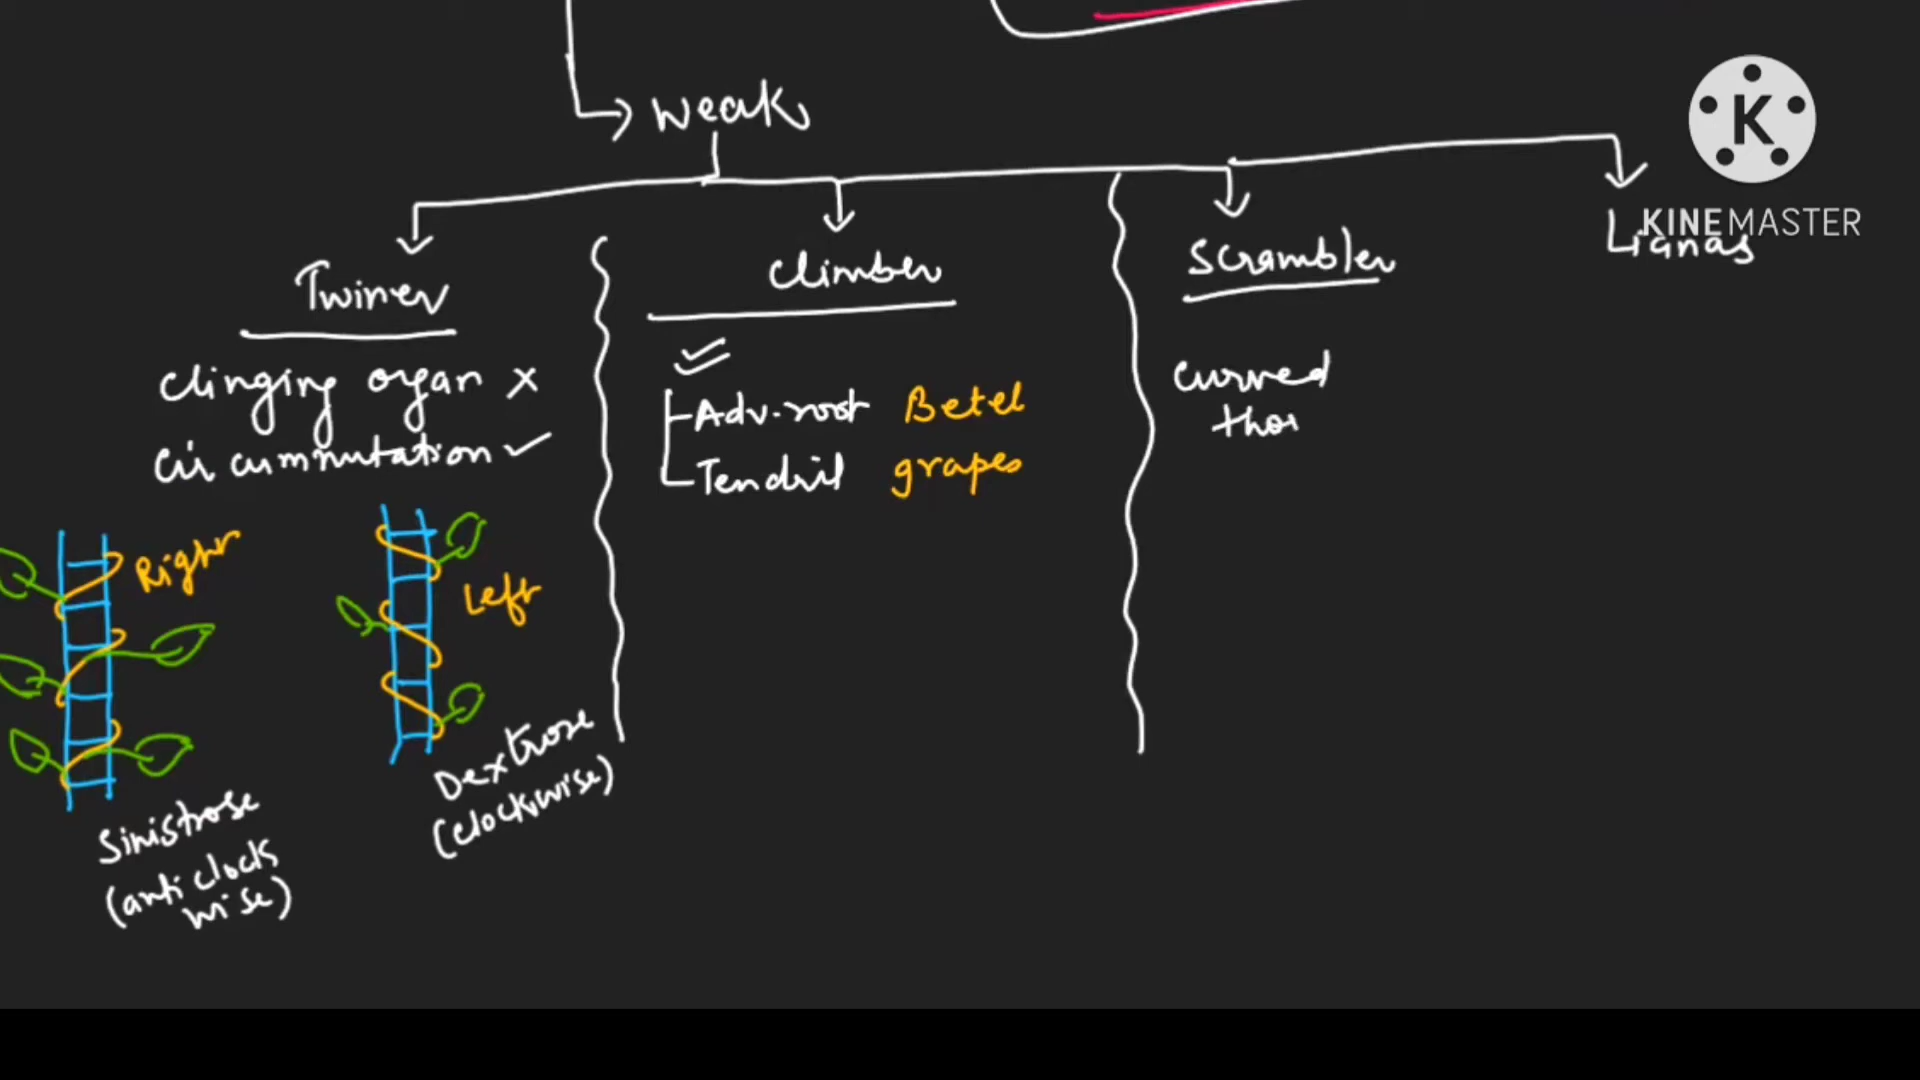 weak
Twiner
clinging organ x
circumnutation ✓
Right
Left
Sinistrose
(anti clock
wise)
Dextrose
(clockwise)
climber
Adv. root Betel
Tendril grapes
Scrambler
curved
thor
Lianas
K
KINEMASTER